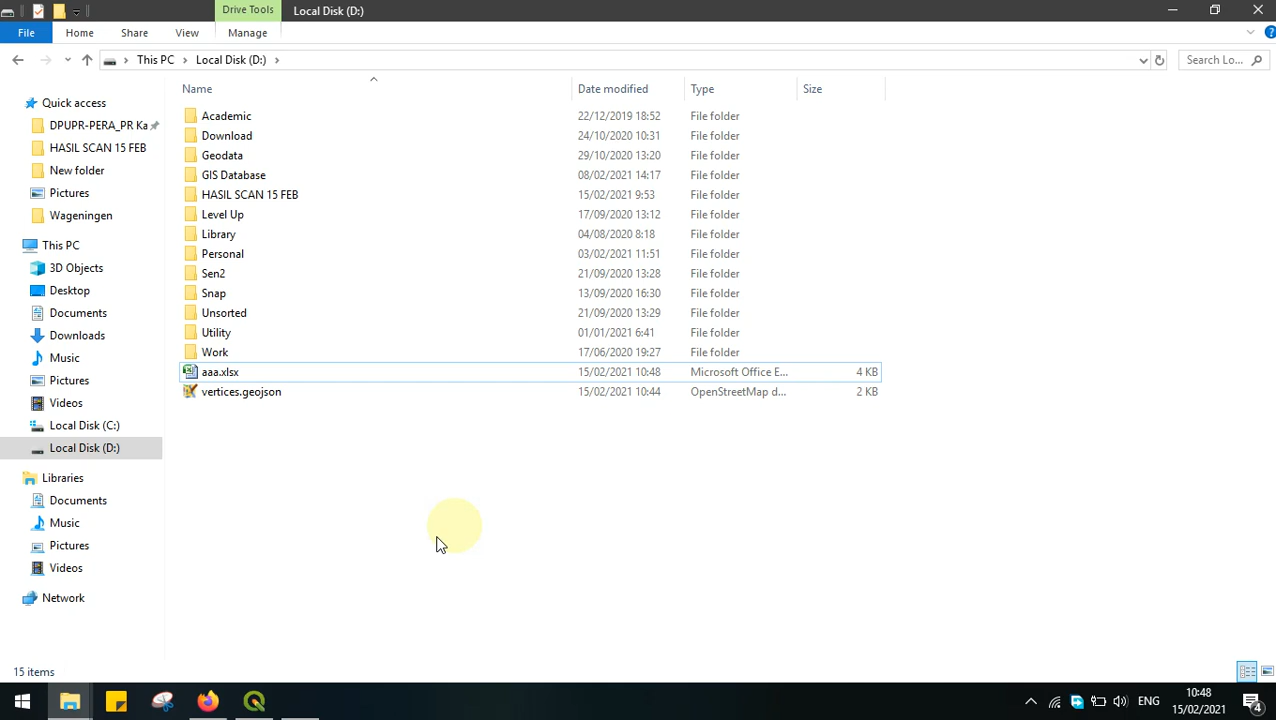 Drive Tools
Local Disk (D:)
File
Home
Share
View
Manage
This PC
Local Disk (D:)
Search Lo...
Name
Date modified
Type
Size
Quick access
DPUPR-PERA_PR Ka
HASIL SCAN 15 FEB
New folder
Pictures
Wageningen
This PC
3D Objects
Desktop
Documents
Downloads
Music
Pictures
Videos
Local Disk (C:)
Local Disk (D:)
Libraries
Documents
Music
Pictures
Videos
Network
Academic 22/12/2019 18:52 File folder
Download 24/10/2020 10:31 File folder
Geodata 29/10/2020 13:20 File folder
GIS Database 08/02/2021 14:17 File folder
HASIL SCAN 15 FEB 15/02/2021 9:53 File folder
Level Up 17/09/2020 13:12 File folder
Library 04/08/2020 8:18 File folder
Personal 03/02/2021 11:51 File folder
Sen2 21/09/2020 13:28 File folder
Snap 13/09/2020 16:30 File folder
Unsorted 21/09/2020 13:29 File folder
Utility 01/01/2021 6:41 File folder
Work 17/06/2020 19:27 File folder
aaa.xlsx 15/02/2021 10:48 Microsoft Office E... 4 KB
vertices.geojson 15/02/2021 10:44 OpenStreetMap d... 2 KB
15 items
ENG
10:48
15/02/2021
4